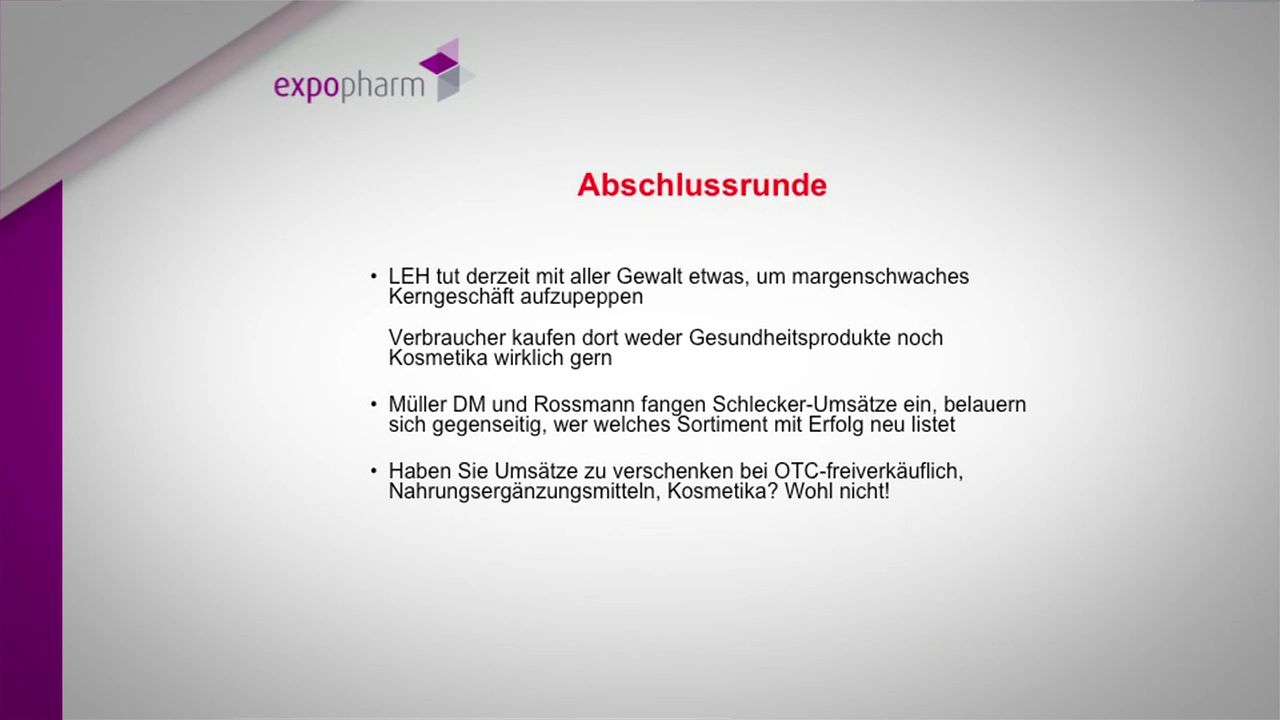 expopharm
Abschlussrunde
• LEH tut derzeit mit aller Gewalt etwas, um margenschwaches
Kerngeschäft aufzupeppen
Verbraucher kaufen dort weder Gesundheitsprodukte noch
Kosmetika wirklich gern
• Müller DM und Rossmann fangen Schlecker-Umsätze ein, belauern
sich gegenseitig, wer welches Sortiment mit Erfolg neu listet
• Haben Sie Umsätze zu verschenken bei OTC-freiverkäuflich,
Nahrungsergänzungsmitteln, Kosmetika? Wohl nicht!